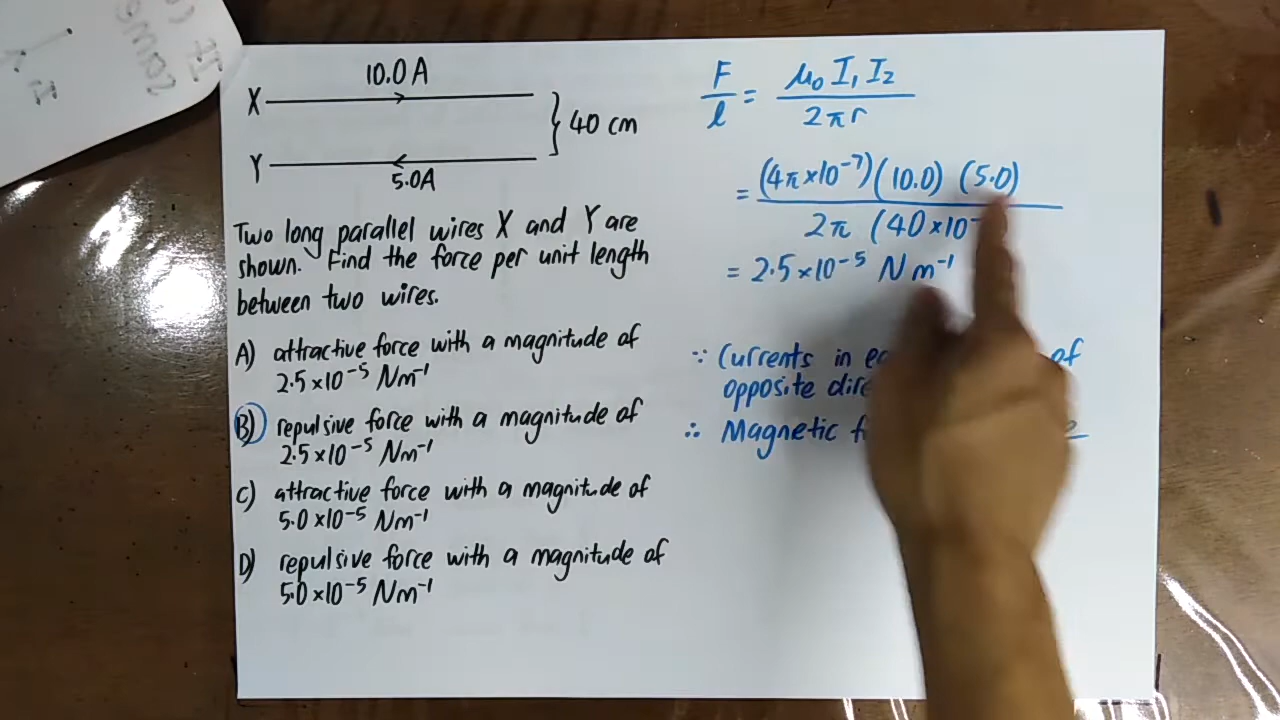 10.0 A
X
40 cm
Y
5.0A
Two long parallel wires X and Y are
shown. Find the force per unit length
between two wires.
A) attractive force with a magnitude of
2.5×10⁻⁵ Nm⁻¹
B) repulsive force with a magnitude of
2.5×10⁻⁵ Nm⁻¹
C) attractive force with a magnitude of
5.0×10⁻⁵ Nm⁻¹
D) repulsive force with a magnitude of
5.0×10⁻⁵ Nm⁻¹
F/l = μ₀ I₁ I₂ / 2πr
= (4π×10⁻⁷)(10.0) (5.0) / 2π (40×10
= 2.5×10⁻⁵ N m⁻¹
∵ Currents in of
opposite
∴ Magnetic